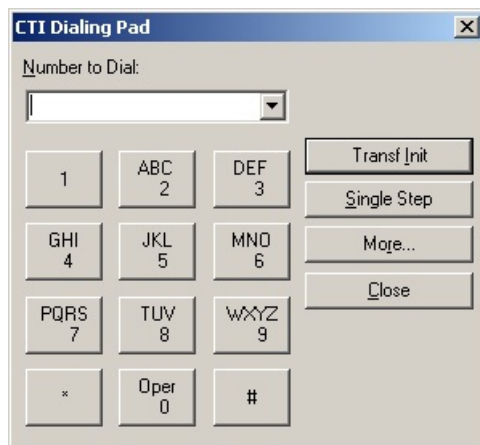 CTI Dialing Pad
Number to Dial:
1
ABC
2
DEF
3
GHI
4
JKL
5
MNO
6
PQRS
7
TUV
8
WXYZ
9
*
Oper
0
#
Transf Init
Single Step
More...
Close